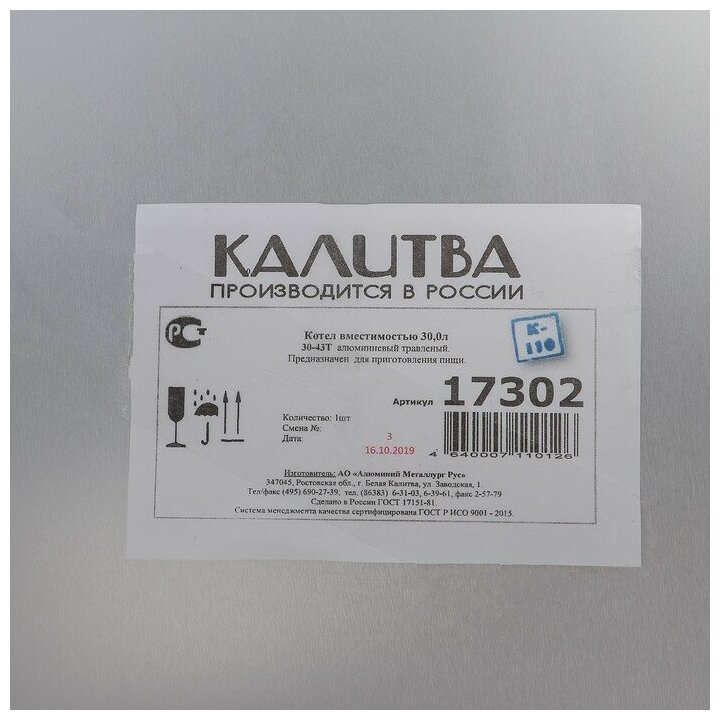 КАЛИТВА
ПРОИЗВОДИТСЯ В РОССИИ
РСТ
Котел вместимостью 30,0л
30-43Т алюминиевый травленый.
Предназначен для приготовления пищи.
К-
110
Артикул 17302
Количество: 1шт
Смена №: 3
Дата: 16.10.2019
4 640007 110126
Изготовитель: АО «Алюминий Металлург Рус»
347045, Ростовская обл., г. Белая Калитва, ул. Заводская, 1
Тел/факс (495) 690-27-39, тел. (86383) 6-31-03, 6-39-61, факс 2-57-79
Сделано в России ГОСТ 17151-81.
Система менеджмента качества сертифицирована ГОСТ Р ИСО 9001 - 2015.